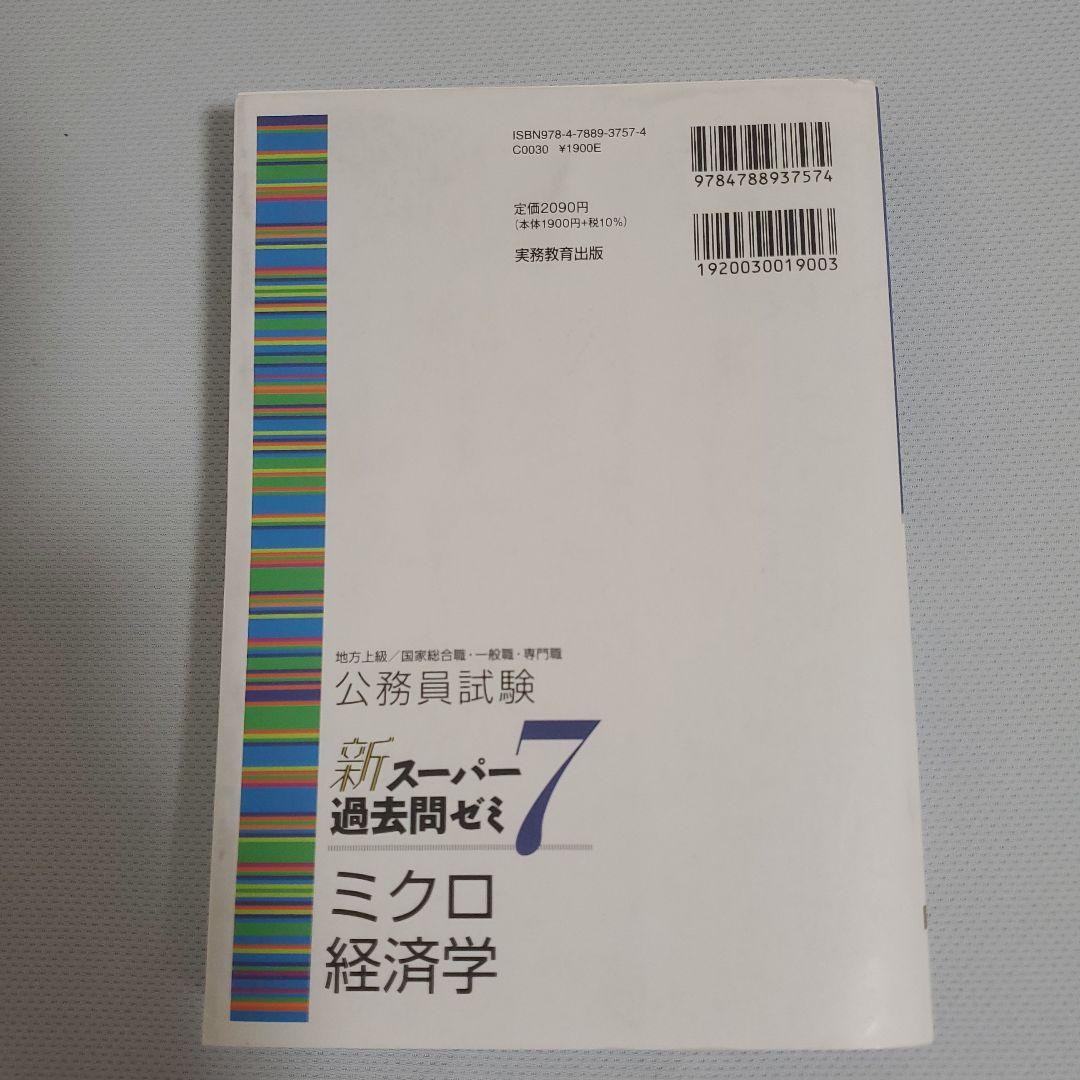 ISBN978-4-7889-3757-4
C0030 ¥1900E
9784788937574
定価2090円
(本体1900円+税10%)
実務教育出版
1920030019003
地方上級/国家総合職・一般職・専門職
公務員試験
新スーパー
過去問ゼミ7
ミクロ
経済学